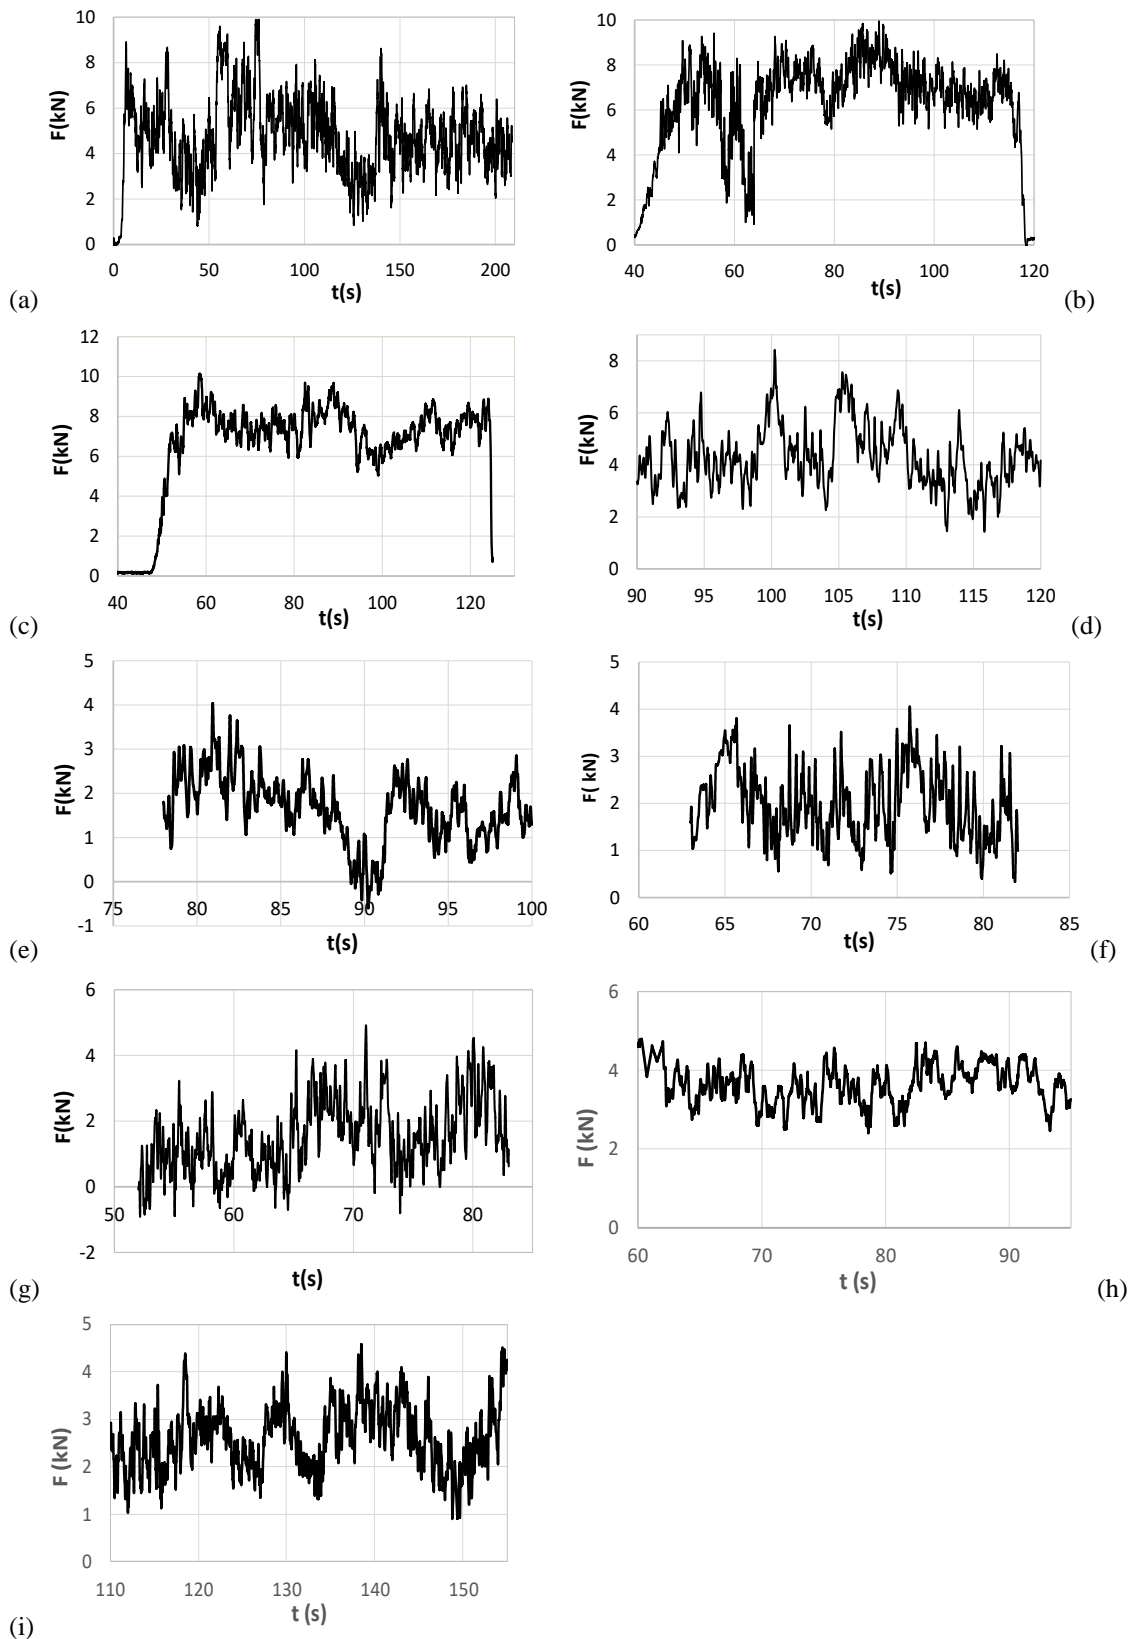 10
8
6
4
2
0
F(kN)
0 50 100 150 200
t(s)
(a)
10
8
6
4
2
0
F(kN)
40 60 80 100 120
t(s)
(b)
12
10
8
6
4
2
0
F(kN)
40 60 80 100 120
t(s)
(c)
8
6
4
2
0
F(kN)
90 95 100 105 110 115 120
t(s)
(d)
5
4
3
2
1
0
-1
F(kN)
75 80 85 90 95 100
t(s)
(e)
5
4
3
2
1
0
F( kN)
60 65 70 75 80 85
t(s)
(f)
6
4
2
0
-2
F(kN)
50 60 70 80
t(s)
(g)
6
4
2
0
F (kN)
60 70 80 90
t (s)
(h)
5
4
3
2
1
0
F (kN)
110 120 130 140 150
t (s)
(i)